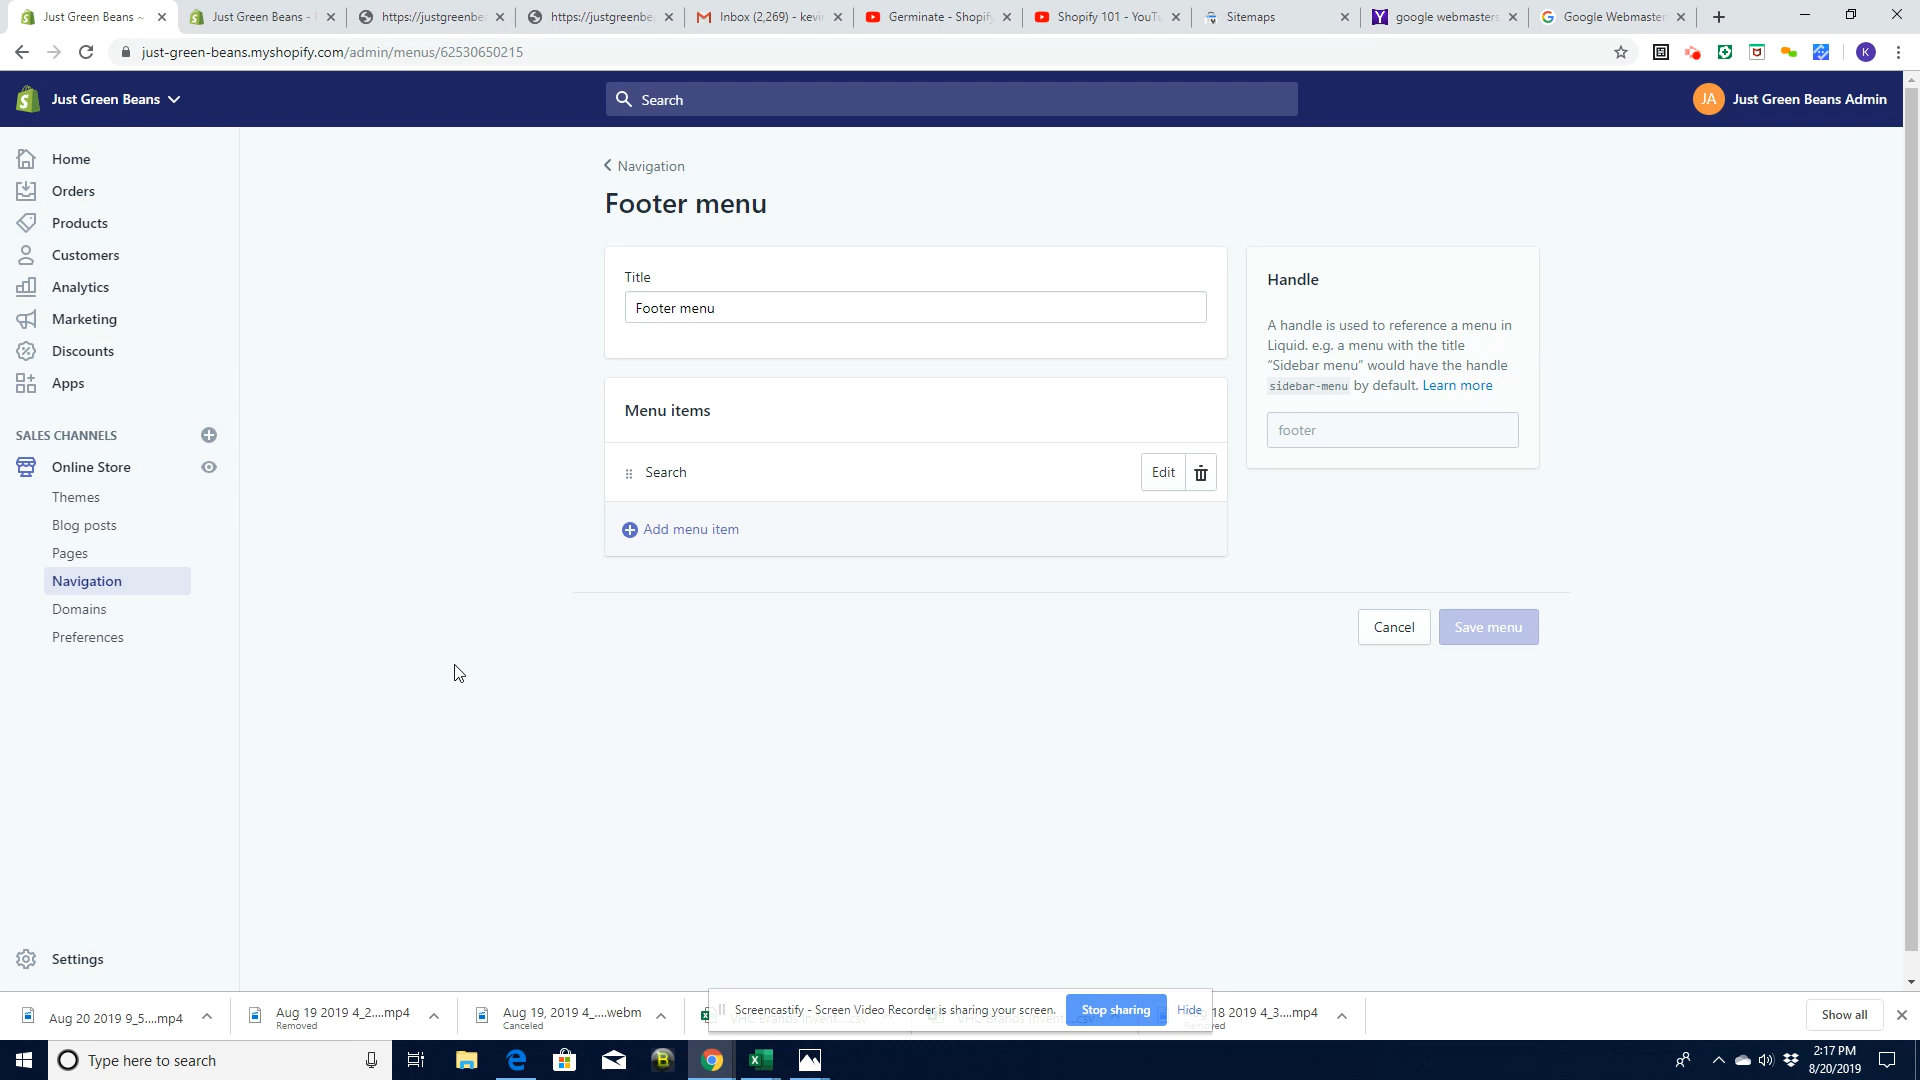 Just Green Beans ~
Just Green Beans - P
https://justgreenbe
https://justgreenbe
Inbox (2,269) - kevi
Germinate - Shopify
Shopify 101 - YouTu
Sitemaps
google webmasters
Google Webmaster
just-green-beans.myshopify.com/admin/menus/62530650215
K
Just Green Beans
Search
JA
Just Green Beans Admin
Home
Orders
Products
Customers
Analytics
Marketing
Discounts
Apps
SALES CHANNELS
Online Store
Themes
Blog posts
Pages
Navigation
Domains
Preferences
Settings
Navigation
Footer menu
Title
Footer menu
Menu items
Search
Edit
Add menu item
Handle
A handle is used to reference a menu in
Liquid. e.g. a menu with the title
“Sidebar menu” would have the handle
sidebar-menu by default. Learn more
footer
Cancel
Save menu
Aug 20 2019 9_5....mp4
Aug 19 2019 4_2....mp4
Removed
Aug 19, 2019 4_....webm
Canceled
Screencastify - Screen Video Recorder is sharing your screen.
Stop sharing
Hide
18 2019 4_3....mp4
Show all
Type here to search
2:17 PM
8/20/2019